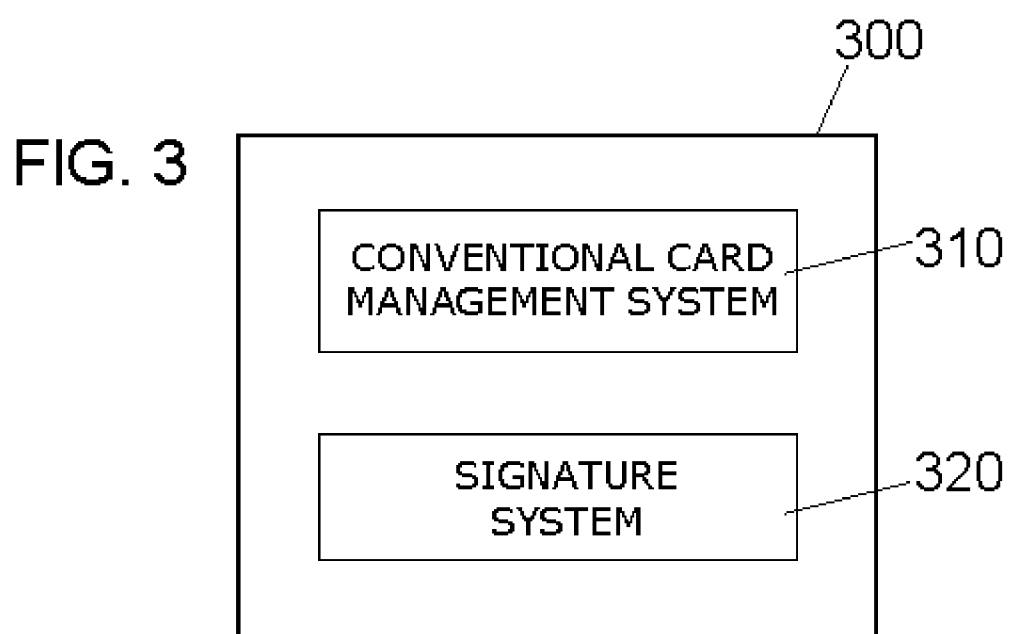 300
FIG. 3
CONVENTIONAL CARD
MANAGEMENT SYSTEM
310
SIGNATURE
SYSTEM
320